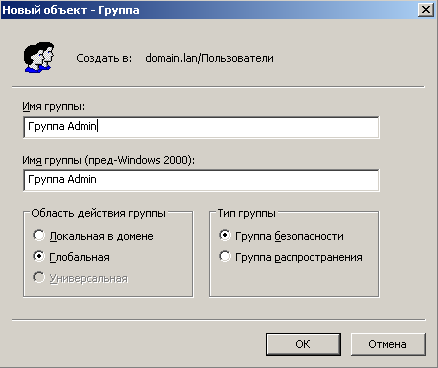 Новый объект - Группа
Создать в: domain.lan/Пользователи
Имя группы:
Группа Admin
Имя группы (пред-Windows 2000):
Группа Admin
Область действия группы
Локальная в домене
Глобальная
Универсальная
Тип группы
Группа безопасности
Группа распространения
OK
Отмена